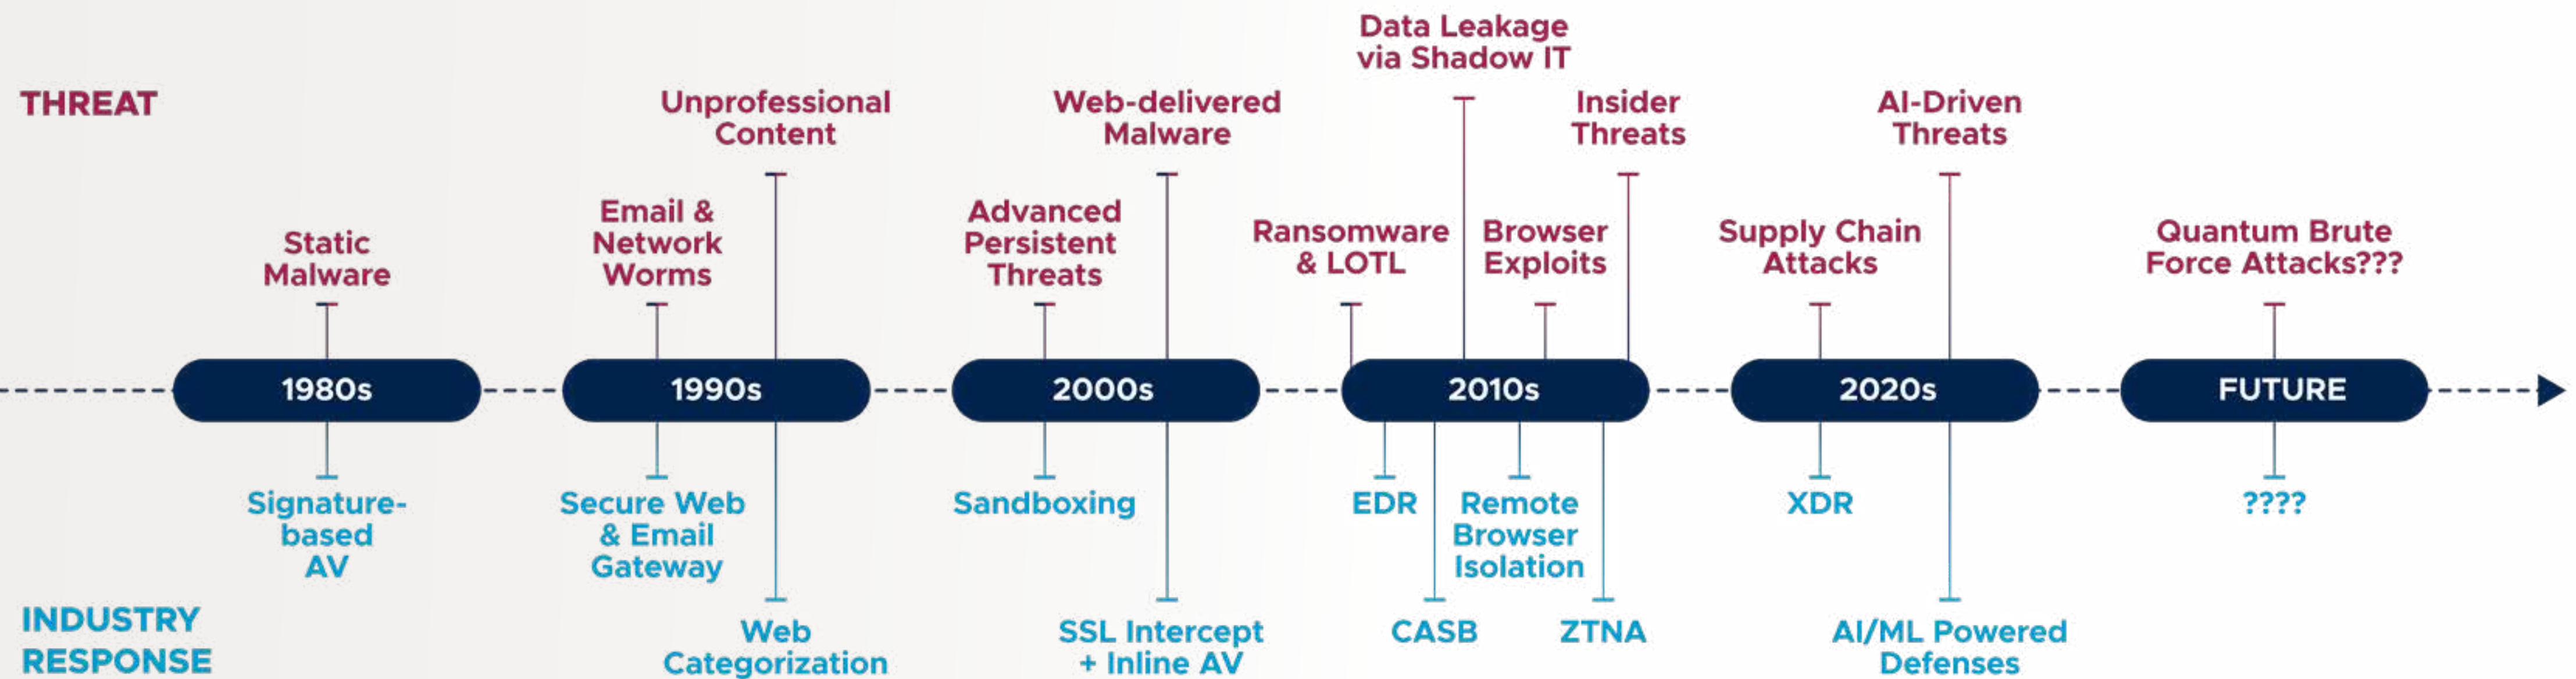 THREAT
Static
Malware
Email &
Network
Worms
Unprofessional
Content
Advanced
Persistent
Threats
Web-delivered
Malware
Ransomware
& LOTL
Data Leakage
via Shadow IT
Browser
Exploits
Insider
Threats
Supply Chain
Attacks
AI-Driven
Threats
Quantum Brute
Force Attacks???
1980s
1990s
2000s
2010s
2020s
FUTURE
INDUSTRY
RESPONSE
Signature-
based
AV
Secure Web
& Email
Gateway
Web
Categorization
Sandboxing
SSL Intercept
+ Inline AV
EDR
CASB
Remote
Browser
Isolation
ZTNA
XDR
AI/ML Powered
Defenses
????